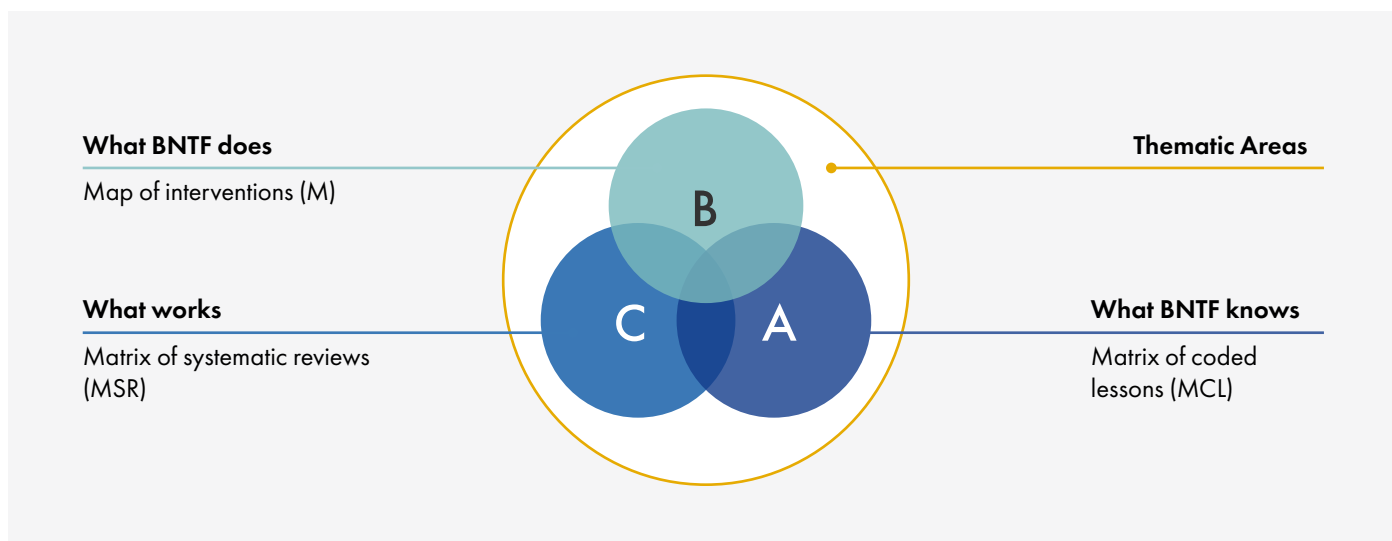 What BNTF does
Map of interventions (M)
Thematic Areas
B
What works
Matrix of systematic reviews
(MSR)
C
A
What BNTF knows
Matrix of coded
lessons (MCL)